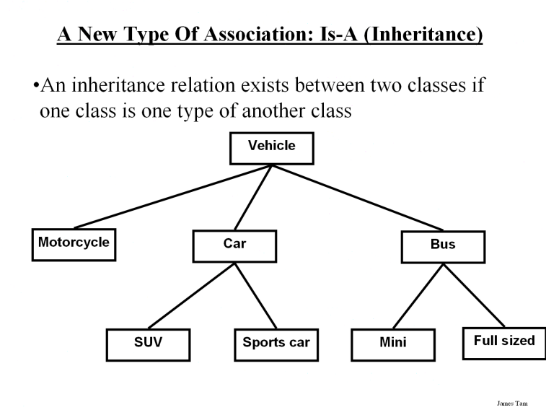 A New Type Of Association: Is-A (Inheritance)
•An inheritance relation exists between two classes if
one class is one type of another class
Vehicle
Motorcycle
Car
Bus
SUV
Sports car
Mini
Full sized
James Tam